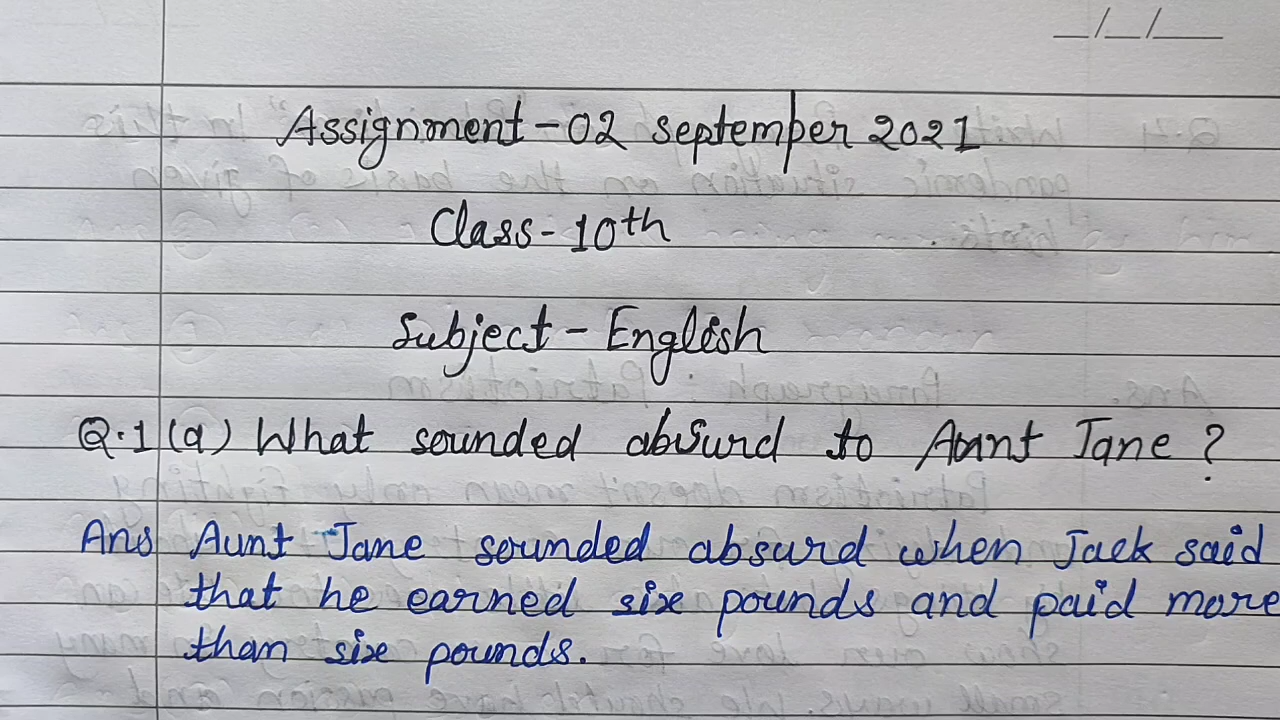 Assignment-02 september 2021
Class-10th
Subject - English
Q.1 (a) What sounded absurd to Aunt Jane ?
Ans Aunt Jane sounded absurd when Jack said
that he earned six pounds and paid more
than six pounds.